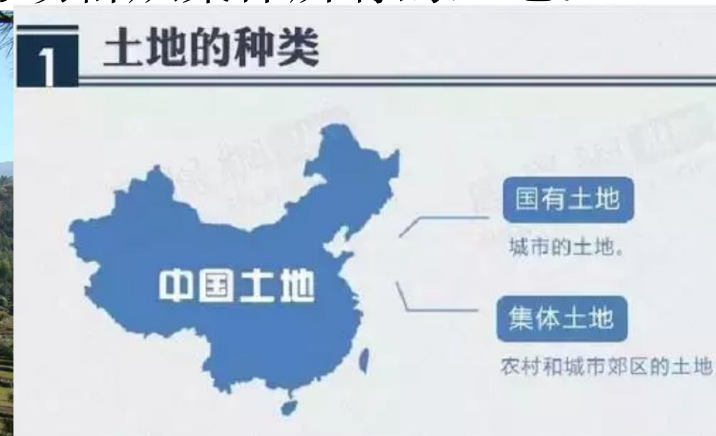 1 土地的种类
国有土地
城市的土地。
中国土地
集体土地
农村和城市郊区的土地